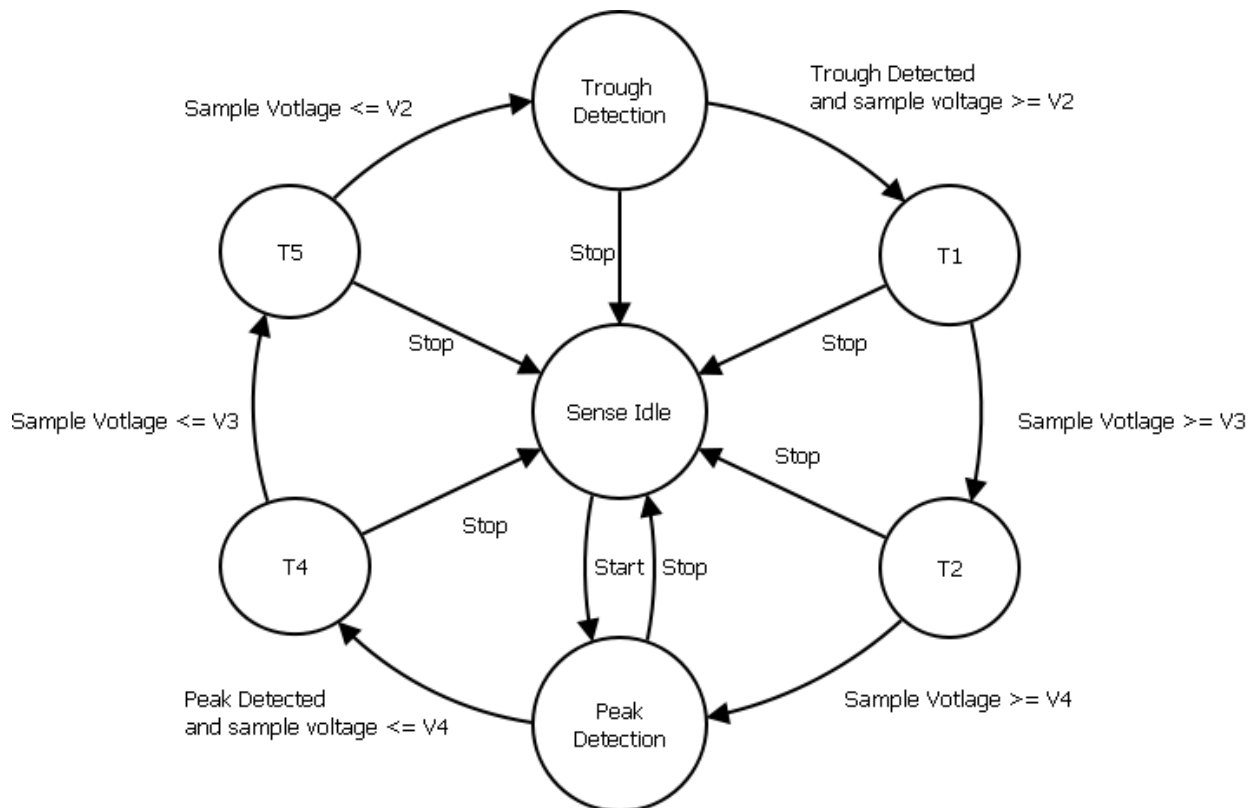 Trough
Detection
Trough Detected
and sample voltage >= V2
Sample Votlage <= V2
T5
Stop
T1
Stop
Stop
Sense Idle
Sample Votlage <= V3
Sample Votlage >= V3
Stop
Stop
T4
Start
Stop
T2
Peak Detected
and sample voltage <= V4
Peak
Detection
Sample Votlage >= V4